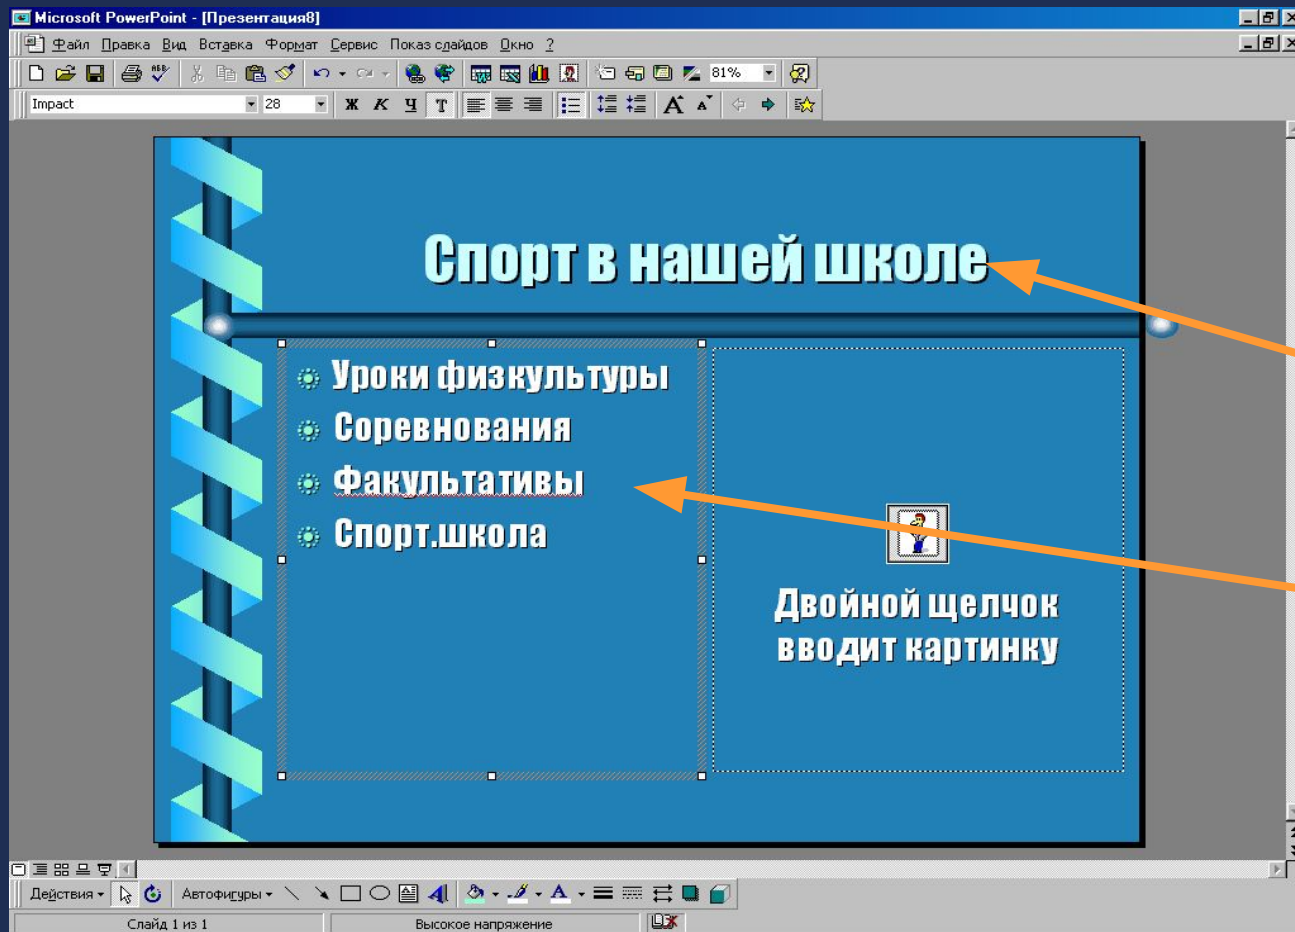 Microsoft PowerPoint - [Презентация8]
Файл Правка Вид Вставка Формат Сервис Показ слайдов Окно ?
81%
Impact 28 Ж К Ч Т
Спорт в нашей школе
Уроки физкультуры
Соревнования
Факультативы
Спорт.школа
Двойной щелчок
вводит картинку
Действия Автофигуры
Слайд 1 из 1 Высокое напряжение